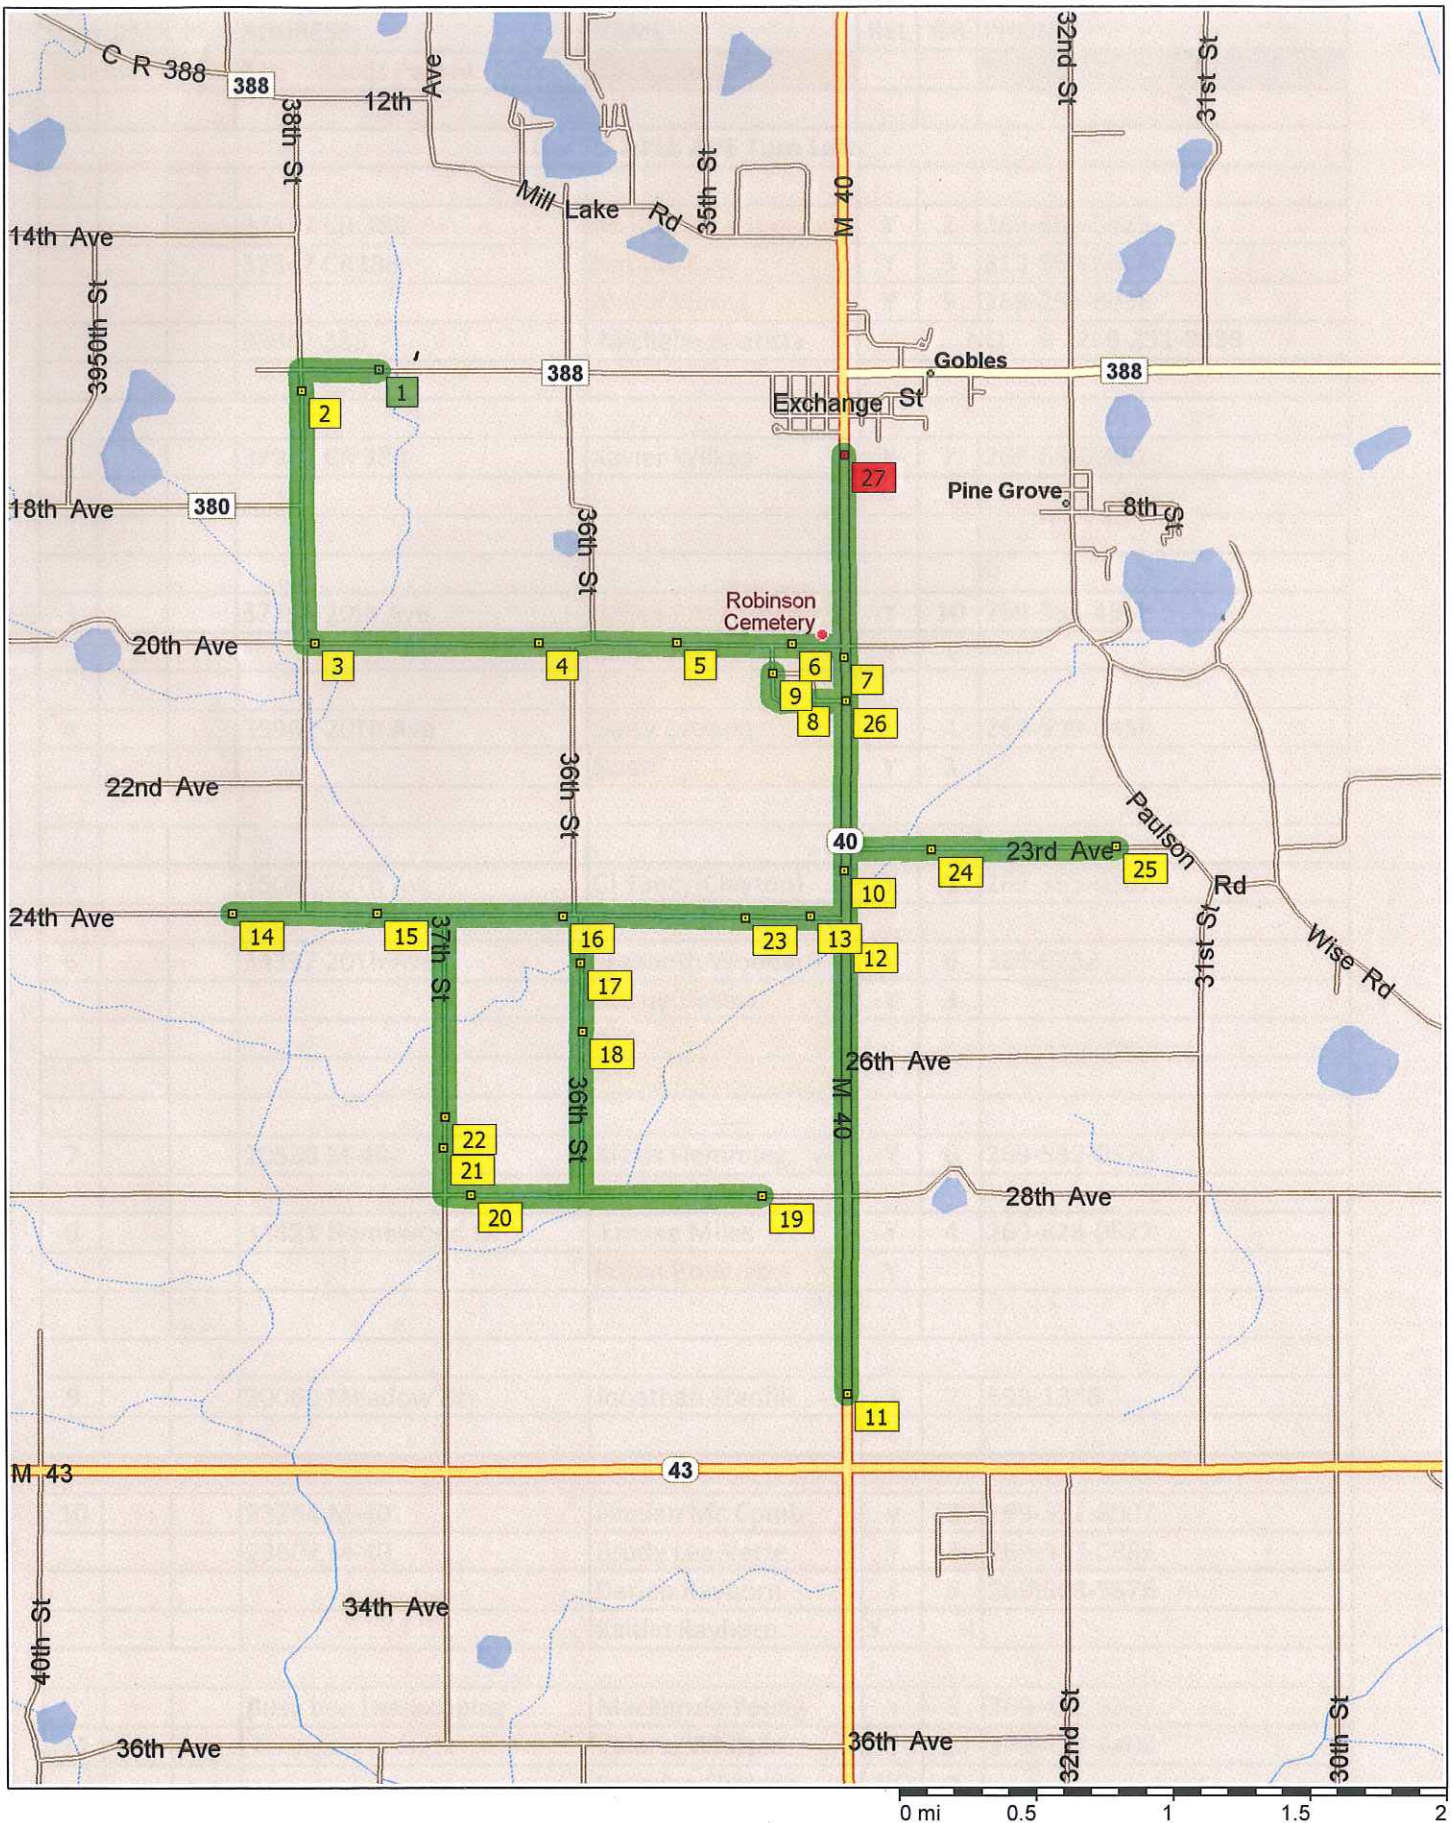 C R 388
388
12th Ave
38th St
Mill Lake Rd
35th St
M 40
32nd St
31st St
14th Ave
3950th St
388
Gobles
388
1
2
Exchange St
27
Pine Grove
8th St
18th Ave
380
36th St
Robinson
Cemetery
20th Ave
3
4
5
6
7
9
8
26
22nd Ave
36th St
40
23rd Ave
24
25
Paulson Rd
10
24th Ave
14
15
37th St
16
23
13
12
31st St
Wise Rd
17
18
26th Ave
36th St
M 40
22
21
20
19
28th Ave
11
M 43
43
34th Ave
40th St
32nd St
30th St
36th Ave
36th Ave
0 mi 0.5 1 1.5 2